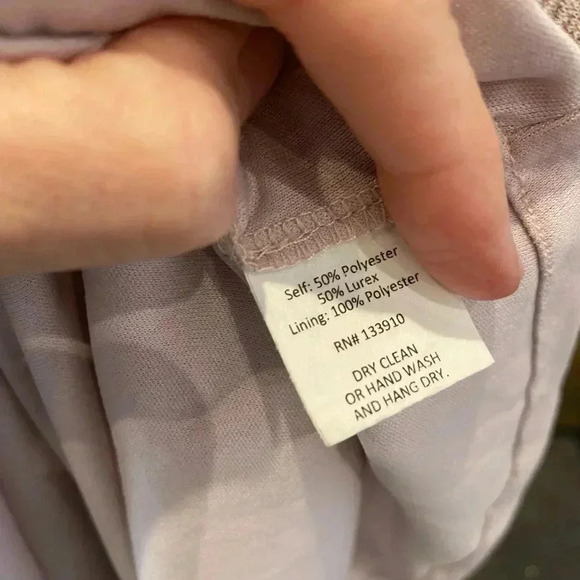 Self: 50% Polyester
50% Lurex
Lining: 100% Polyester
RN# 133910
DRY CLEAN
OR HAND WASH
AND HANG DRY.